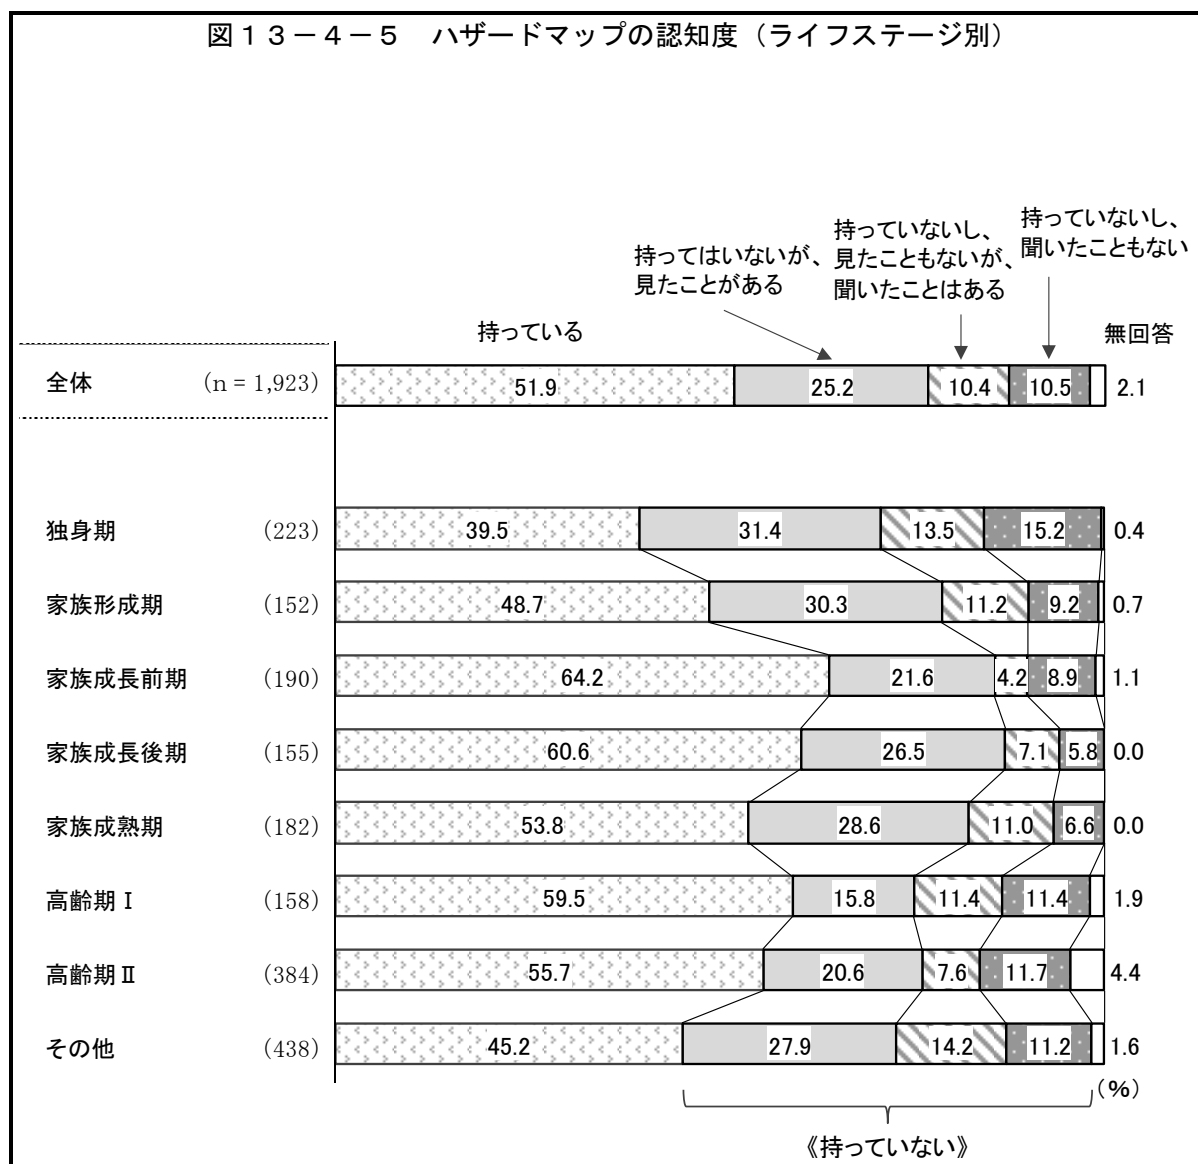 図１３－４－５　ハザードマップの認知度（ライフステージ別）
持っていないし、
聞いたこともない
持っていないし、
見たこともないが、
聞いたことはある
持ってはいないが、
見たことがある
持っている
無回答
全体 (n = 1,923) 51.9 25.2 10.4 10.5 2.1
独身期 (223) 39.5 31.4 13.5 15.2 0.4
家族形成期 (152) 48.7 30.3 11.2 9.2 0.7
家族成長前期 (190) 64.2 21.6 4.2 8.9 1.1
家族成長後期 (155) 60.6 26.5 7.1 5.8 0.0
家族成熟期 (182) 53.8 28.6 11.0 6.6 0.0
高齢期Ⅰ (158) 59.5 15.8 11.4 11.4 1.9
高齢期Ⅱ (384) 55.7 20.6 7.6 11.7 4.4
その他 (438) 45.2 27.9 14.2 11.2 1.6
(％)
《持っていない》